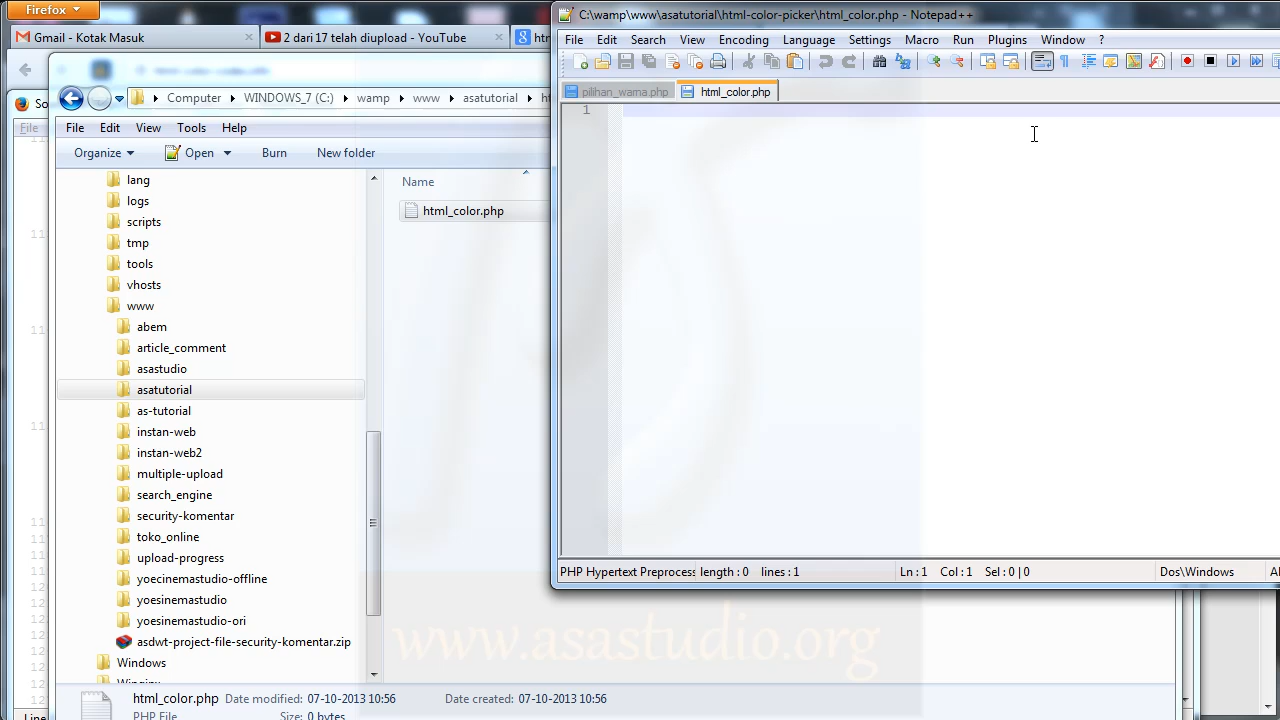 Firefox
C:\wamp\www\asatutorial\html-color-picker\html_color.php - Notepad++
Gmail - Kotak Masuk
2 dari 17 telah diupload - YouTube
File Edit Search View Encoding Language Settings Macro Run Plugins Window ?
pilihan_warna.php
html_color.php
Computer
WINDOWS_7 (C:)
wamp
www
asatutorial
1
File
File Edit View Tools Help
Organize
Open
Burn
New folder
Name
html_color.php
lang
logs
scripts
tmp
tools
vhosts
www
abem
article_comment
asastudio
asatutorial
as-tutorial
instan-web
instan-web2
multiple-upload
search_engine
security-komentar
toko_online
upload-progress
yoecinemastudio-offline
yoesinemastudio
yoesinemastudio-ori
asdwt-project-file-security-komentar.zip
Windows
PHP Hypertext Preprocess
length : 0 lines : 1
Ln : 1 Col : 1 Sel : 0 | 0
Dos\Windows
www.asastudio.org
html_color.php
Date modified: 07-10-2013 10:56
Date created: 07-10-2013 10:56
PHP File
Size: 0 bytes
Line